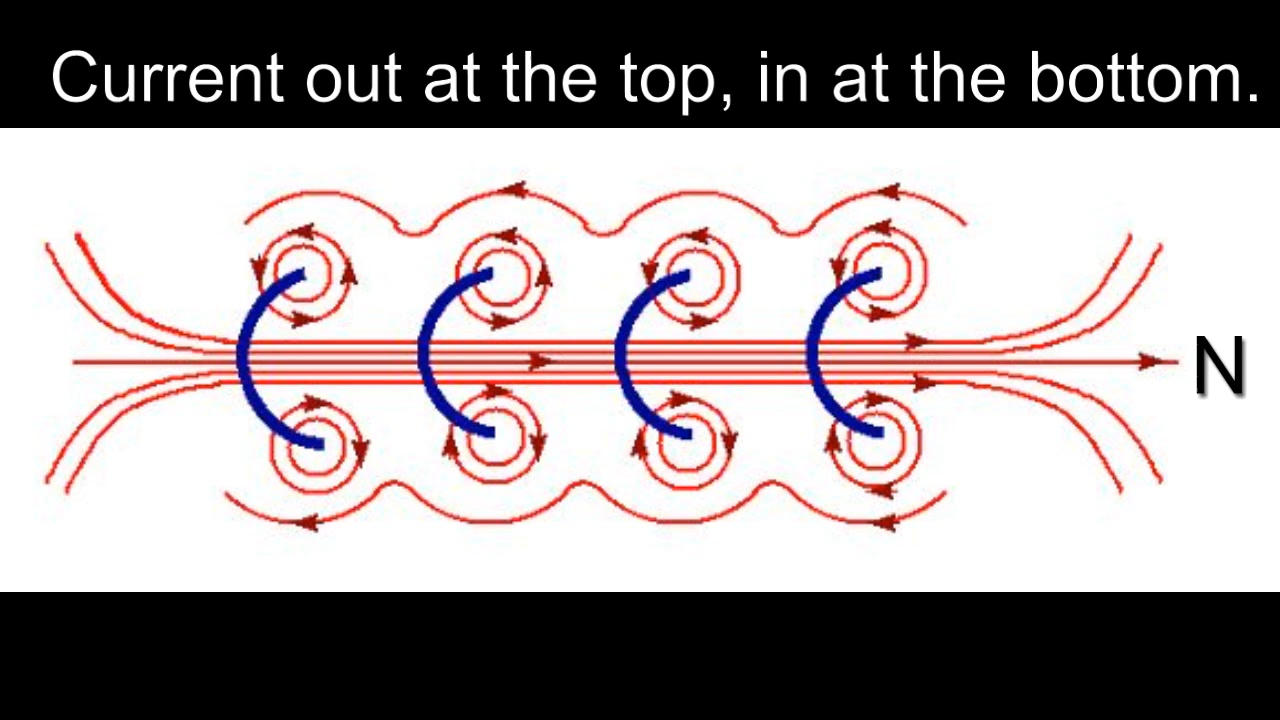 Current out at the top, in at the bottom.
N